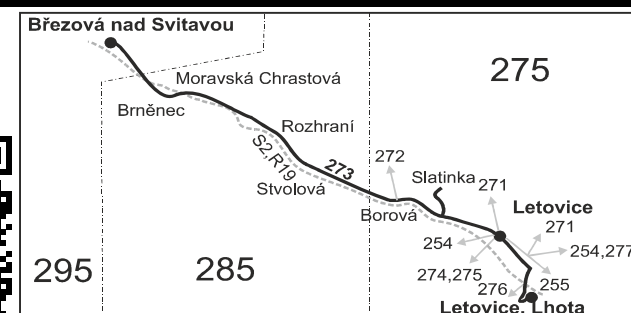 Březová nad Svitavou
275
Moravská Chrastová
Brněnec
Rozhraní
S2,R19
273
272
Stvolová
Slatinka
271
Borová
Letovice
271
254
254,277
295
285
274,275
276
255
Letovice, Lhota